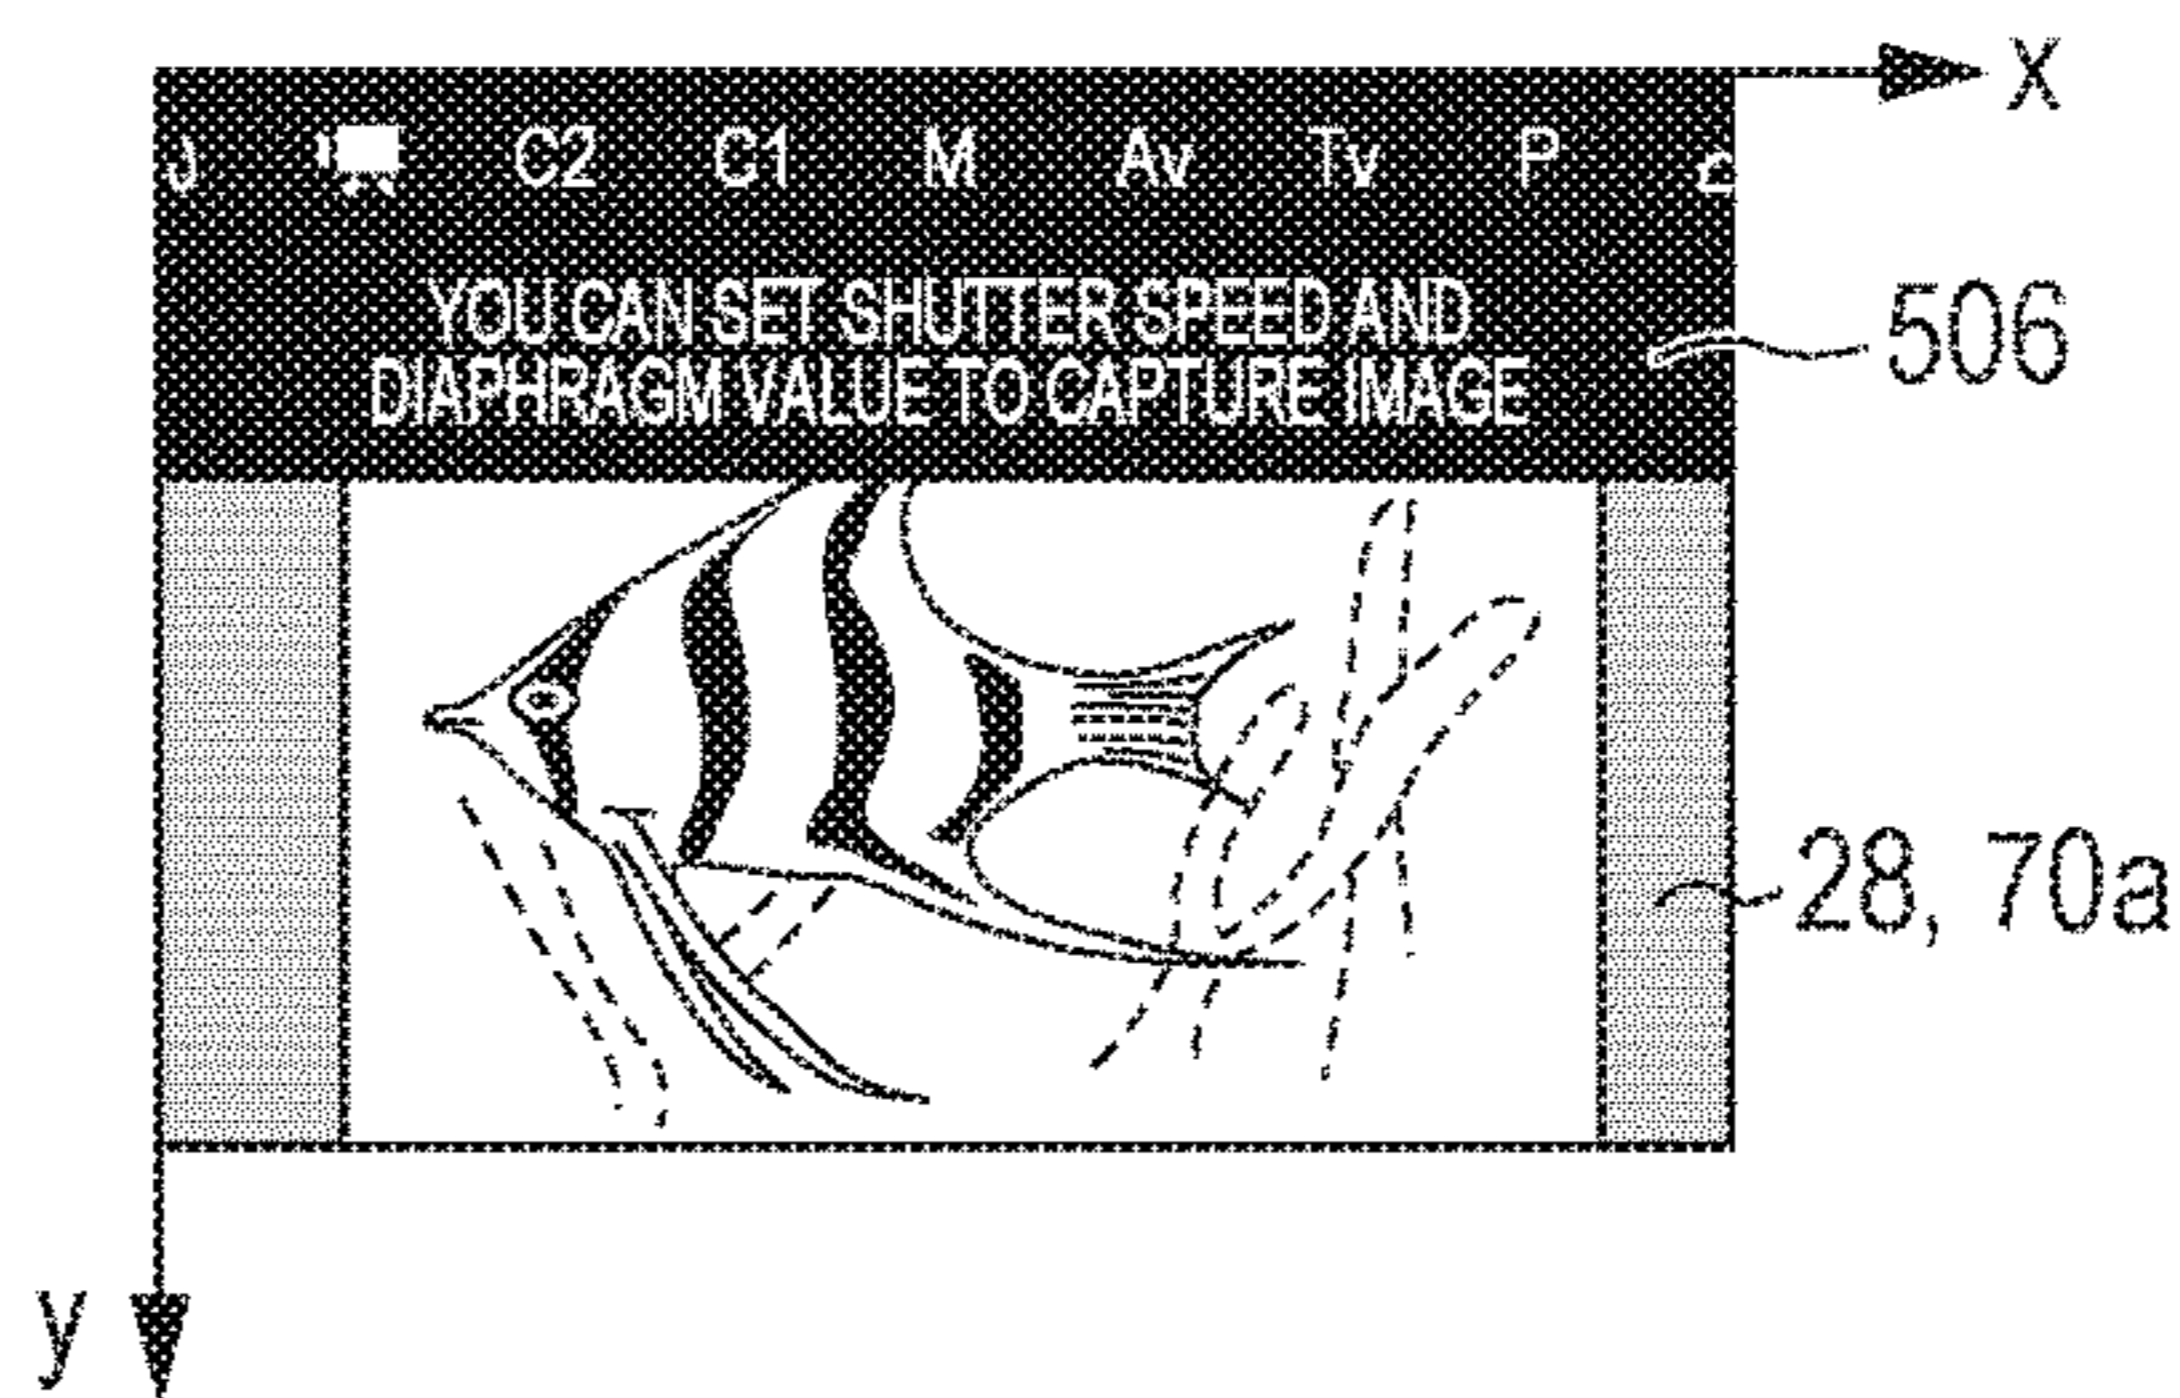 X
C2 C1 M Av Tv P
YOU CAN SET SHUTTER SPEED AND
DIAPHRAGM VALUE TO CAPTURE IMAGE
506
28, 70a
y